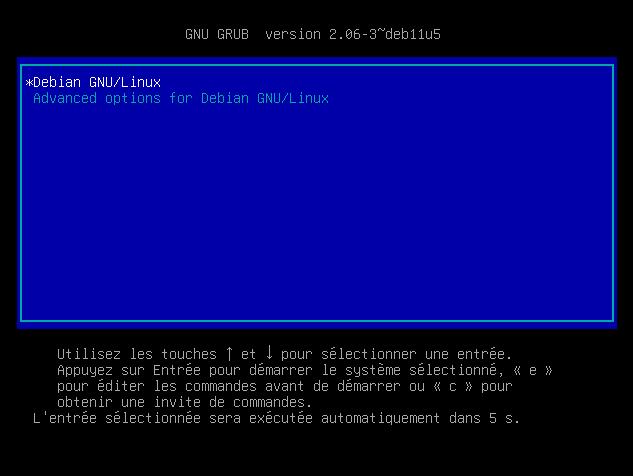 GNU GRUB  version 2.06-3~deb11u5
*Debian GNU/Linux
Advanced options for Debian GNU/Linux
Utilisez les touches ↑ et ↓ pour sélectionner une entrée.
Appuyez sur Entrée pour démarrer le système sélectionné, « e »
pour éditer les commandes avant de démarrer ou « c » pour
obtenir une invite de commandes.
L'entrée sélectionnée sera exécutée automatiquement dans 5 s.